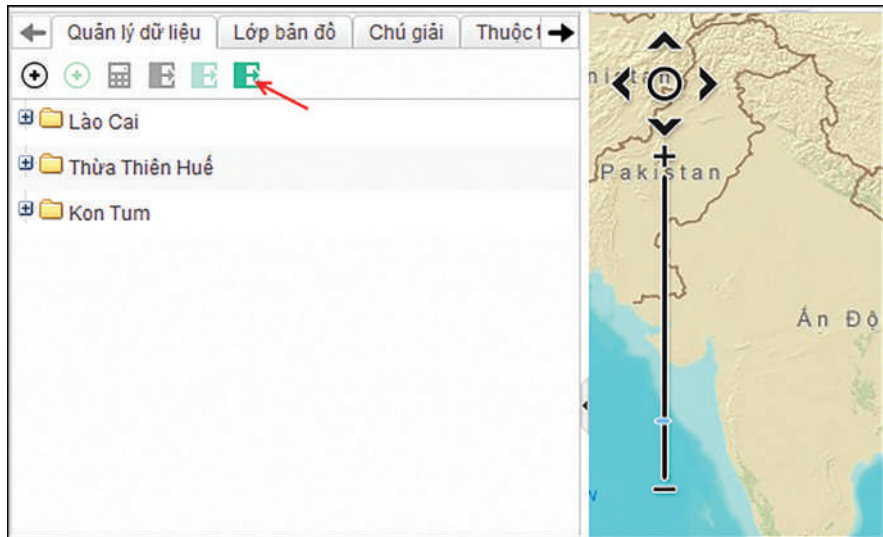 Quản lý dữ liệu Lớp bản đồ Chú giải Thuộc t
Lào Cai
Thừa Thiên Huế
Kon Tum
Pakistan
Ấn Độ